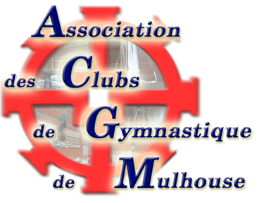 Association
des Clubs
de Gymnastique
de Mulhouse